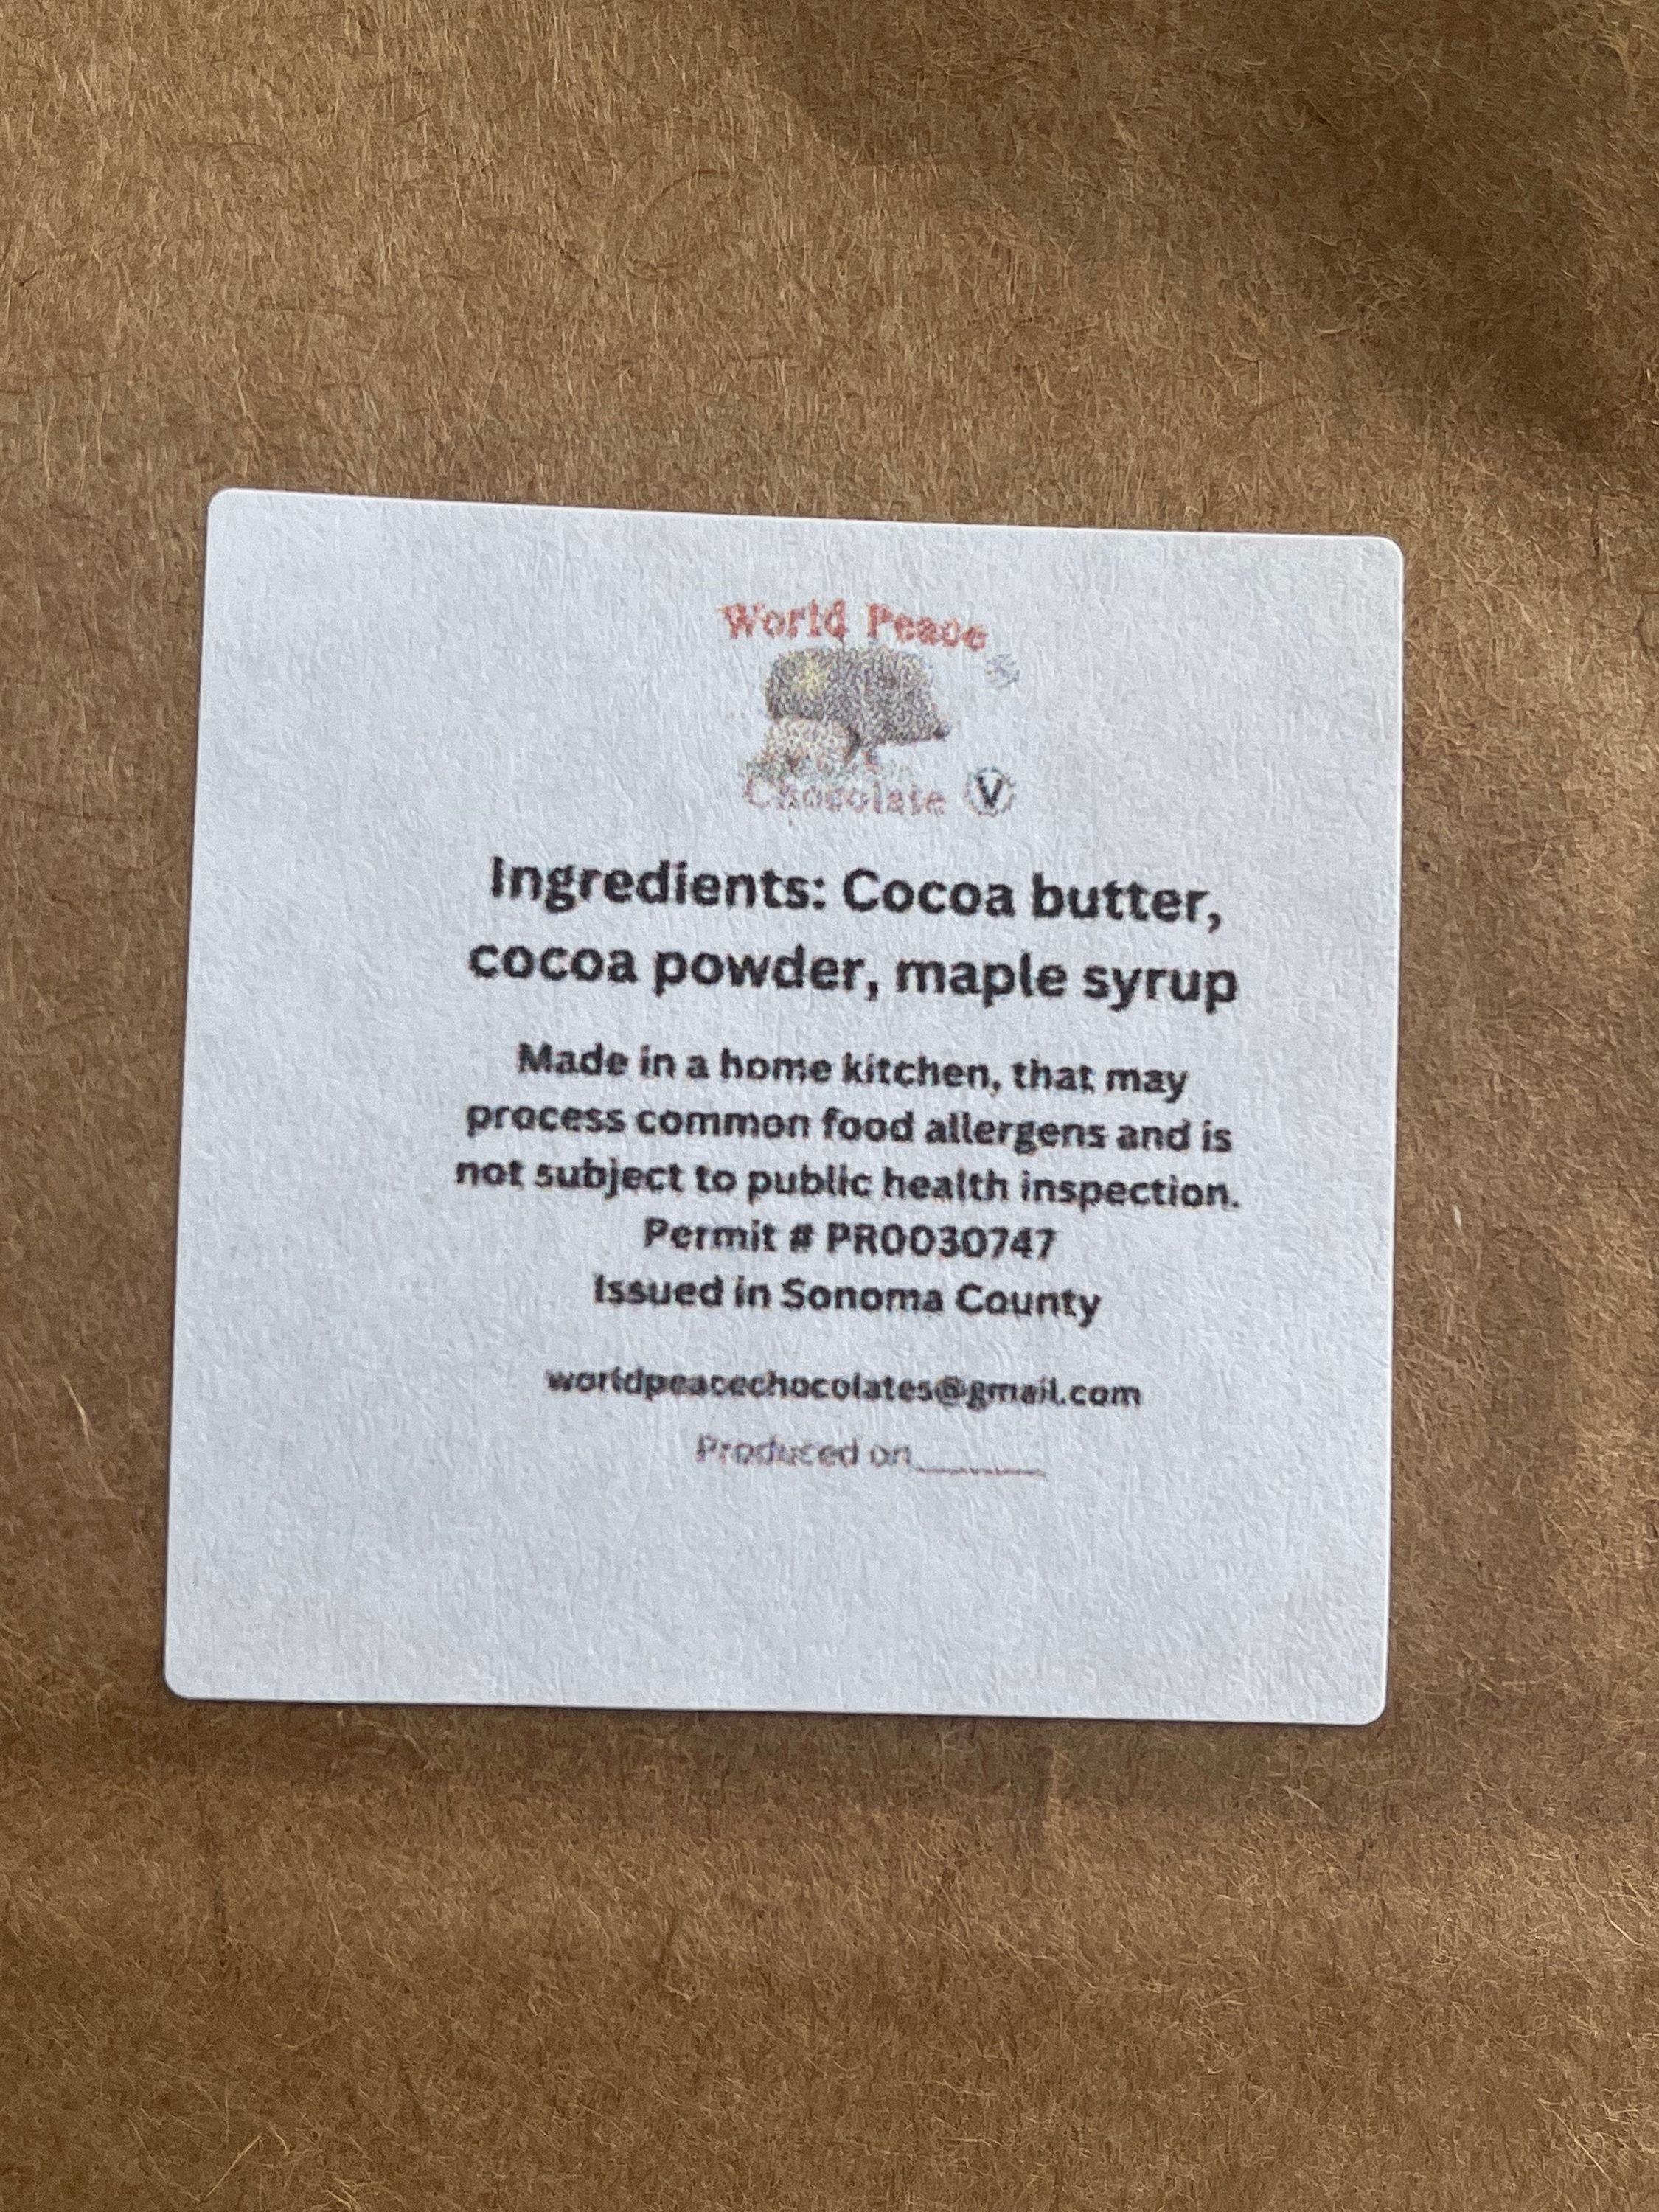 World Peace
Chocolate V
Ingredients: Cocoa butter,
cocoa powder, maple syrup
Made in a home kitchen, that may
process common food allergens and is
not subject to public health inspection.
Permit # PR0030747
Issued in Sonoma County
worldpeacechocolates@gmail.com
Produced on_______